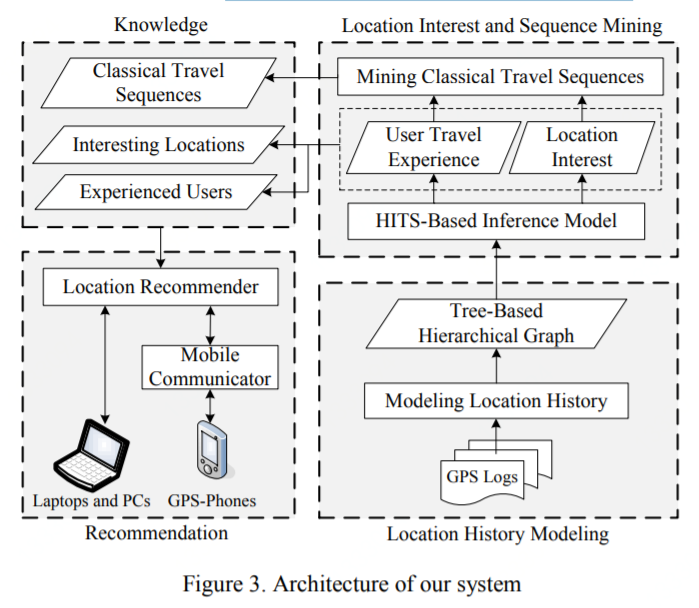 Knowledge
Classical Travel
Sequences
Interesting Locations
Experienced Users
Location Interest and Sequence Mining
Mining Classical Travel Sequences
User Travel
Experience
Location
Interest
HITS-Based Inference Model
Location Recommender
Mobile
Communicator
Laptops and PCs
GPS-Phones
Recommendation
Tree-Based
Hierarchical Graph
Modeling Location History
GPS Logs
Location History Modeling
Figure 3. Architecture of our system